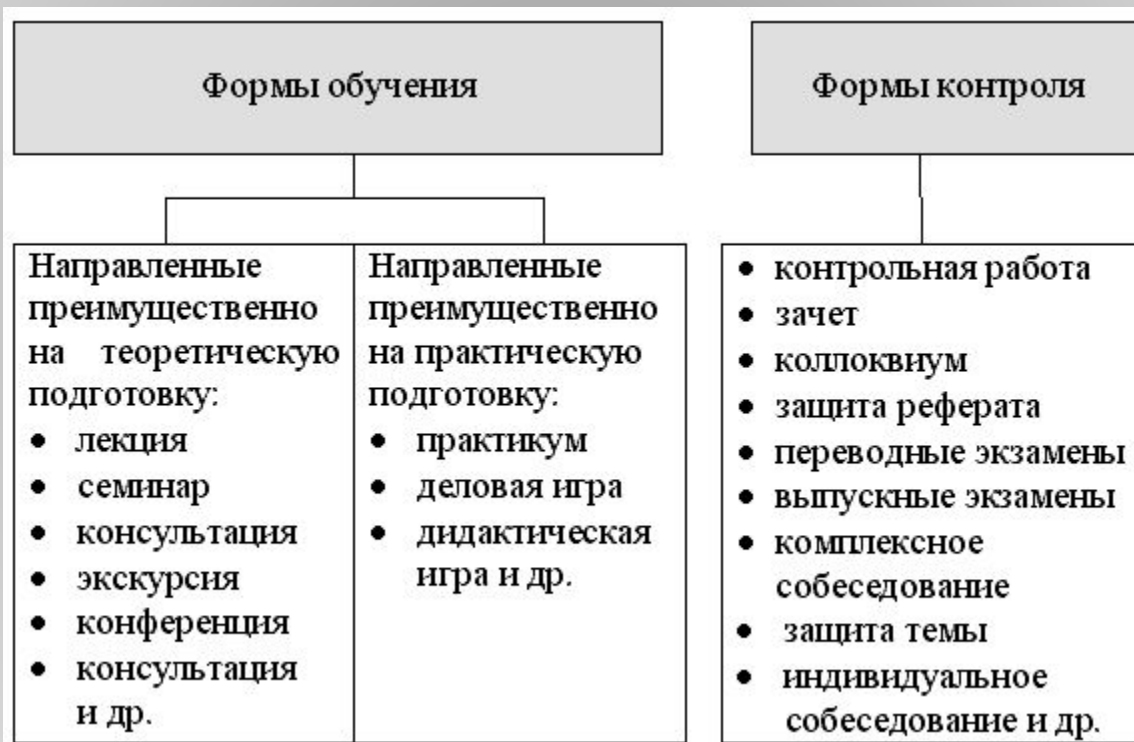 Формы обучения
Формы контроля
Направленные
преимущественно
на теоретическую
подготовку:
• лекция
• семинар
• консультация
• экскурсия
• конференция
• консультация
и др.
Направленные
преимущественно
на практическую
подготовку:
• практикум
• деловая игра
• дидактическая
игра и др.
• контрольная работа
• зачет
• коллоквиум
• защита реферата
• переводные экзамены
• выпускные экзамены
• комплексное
собеседование
• защита темы
• индивидуальное
собеседование и др.